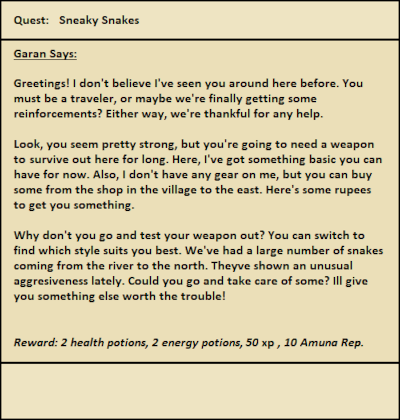 Quest: Sneaky Snakes
Garan Says:
Greetings! I don't believe I've seen you around here before. You
must be a traveler, or maybe we're finally getting some
reinforcements? Either way, we're thankful for any help.
Look, you seem pretty strong, but you're going to need a weapon
to survive out here for long. Here, I've got something basic you can
have for now. Also, I don't have any gear on me, but you can buy
some from the shop in the village to the east. Here's some rupees
to get you something.
Why don't you go and test your weapon out? You can switch to
find which style suits you best. We've had a large number of snakes
coming from the river to the north. Theyve shown an unusual
aggresiveness lately. Could you go and take care of some? Ill give
you something else worth the trouble!
Reward: 2 health potions, 2 energy potions, 50 xp , 10 Amuna Rep.